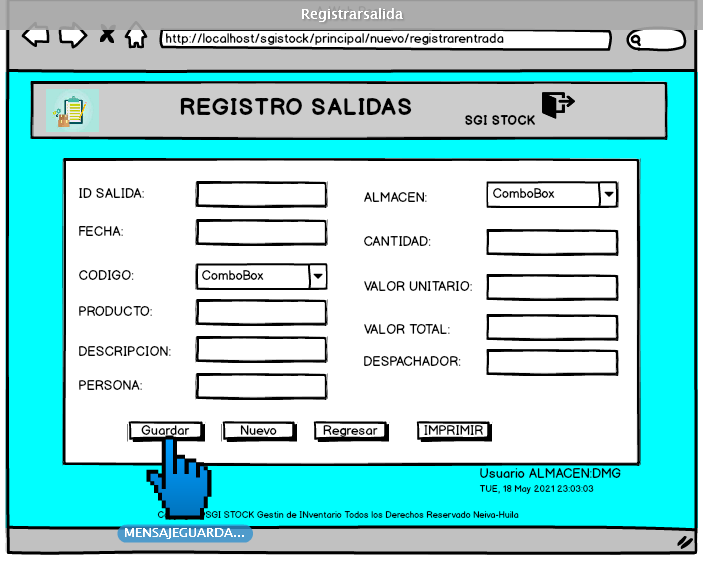 Registrarsalida
http://localhost/sgistock/principal/nuevo/registrarentrada
REGISTRO SALIDAS
SGI STOCK
ID SALIDA:
ALMACEN:
ComboBox
FECHA:
CANTIDAD:
CODIGO:
ComboBox
VALOR UNITARIO:
PRODUCTO:
VALOR TOTAL:
DESCRIPCION:
DESPACHADOR:
PERSONA:
Guardar
Nuevo
Regresar
IMPRIMIR
Usuario ALMACEN:DMG
TUE, 18 May 2021 23:03:03
SGI STOCK Gestin de INventario Todos los Derechos Reservado Neiva-Huila
MENSAJEGUARDA...